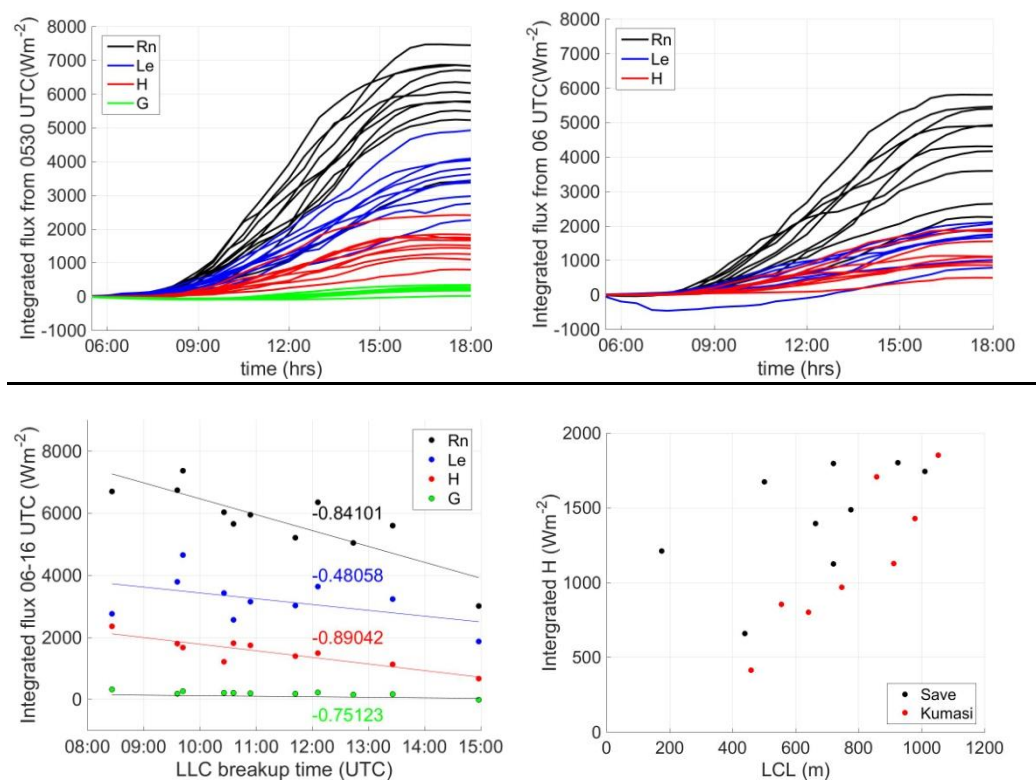 Integrated flux from 0530 UTC(Wm-2)
8000
7000
6000
5000
4000
3000
2000
1000
0
-1000
Rn
Le
H
G
06:00 09:00 12:00 15:00 18:00
time (hrs)
Integrated flux from 06 UTC(Wm-2)
8000
7000
6000
5000
4000
3000
2000
1000
0
-1000
Rn
Le
H
06:00 09:00 12:00 15:00 18:00
time (hrs)
Integrated flux 06-16 UTC (Wm-2)
8000
6000
4000
2000
0
Rn
Le
H
G
-0.84101
-0.48058
-0.89042
-0.75123
08:00 09:00 10:00 11:00 12:00 13:00 14:00 15:00
LLC breakup time (UTC)
Intergrated H (Wm-2)
2000
1500
1000
500
0
Save
Kumasi
0 200 400 600 800 1000 1200
LCL (m)